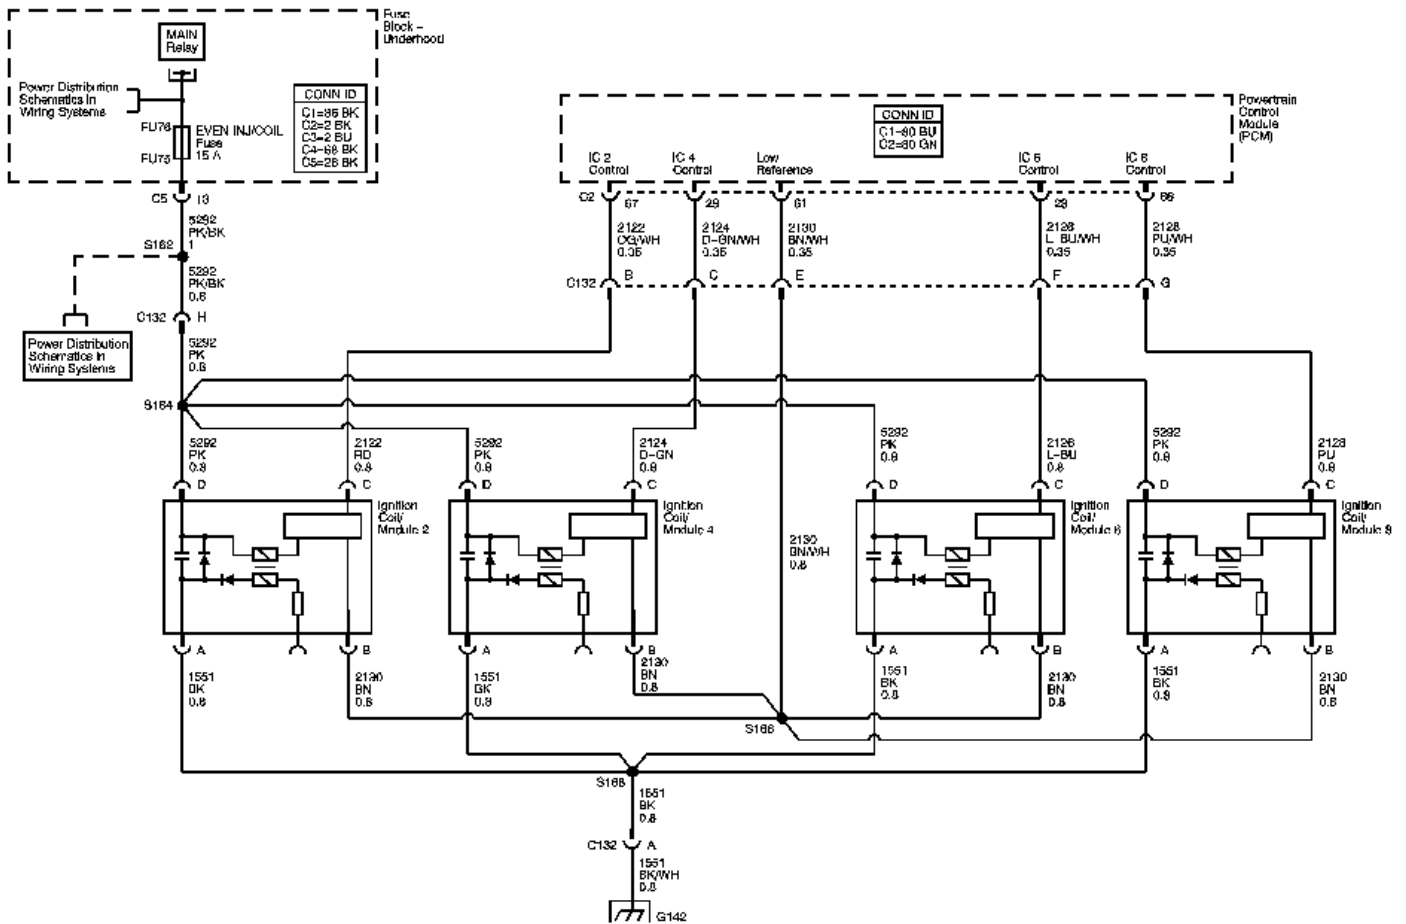 Fuse
Block –
Underhood
MAIN
Relay
Power Distribution
Schematics In
Wiring Systems
FU76
EVEN INJ/COIL
Fuse
15 A
FU75
CONN ID
C1=86 BK
C2=2 BK
C3=2 BU
C4=68 BK
C5=26 BK
Powertrain
Control
Module
(PCM)
CONN ID
C1=80 BU
C2=80 GN
IC 2
Control
IC 4
Control
Low
Reference
IC 6
Control
C5
C2
67
29
61
5292
PK/BK
1
S162
2122
OG/WH
0.35
2124
D-GN/WH
0.35
2130
BN/WH
0.35
2126
L-BU/WH
0.35
2128
PU/WH
0.35
5292
PK/BK
0.8
C132
B
C
E
F
G
C132
H
Power Distribution
Schematics In
Wiring Systems
5292
PK
0.8
S164
5292
PK
0.8
2122
RD
0.8
5292
PK
0.8
2124
D-GN
0.8
5292
PK
0.8
2126
L-BU
0.8
5292
PK
0.8
2128
PU
0.8
D
C
D
C
D
C
D
C
Ignition
Coil/
Module 2
Ignition
Coil/
Module 4
Ignition
Coil/
Module 6
Ignition
Coil/
Module 8
2130
BN/WH
0.8
A
B
A
B
A
B
A
B
1551
BK
0.8
2130
BN
0.8
1551
BK
0.8
2130
BN
0.8
1551
BK
0.8
2130
BN
0.8
1551
BK
0.8
2130
BN
0.8
S166
S168
1551
BK
0.8
C132
A
1551
BK/WH
0.8
G142